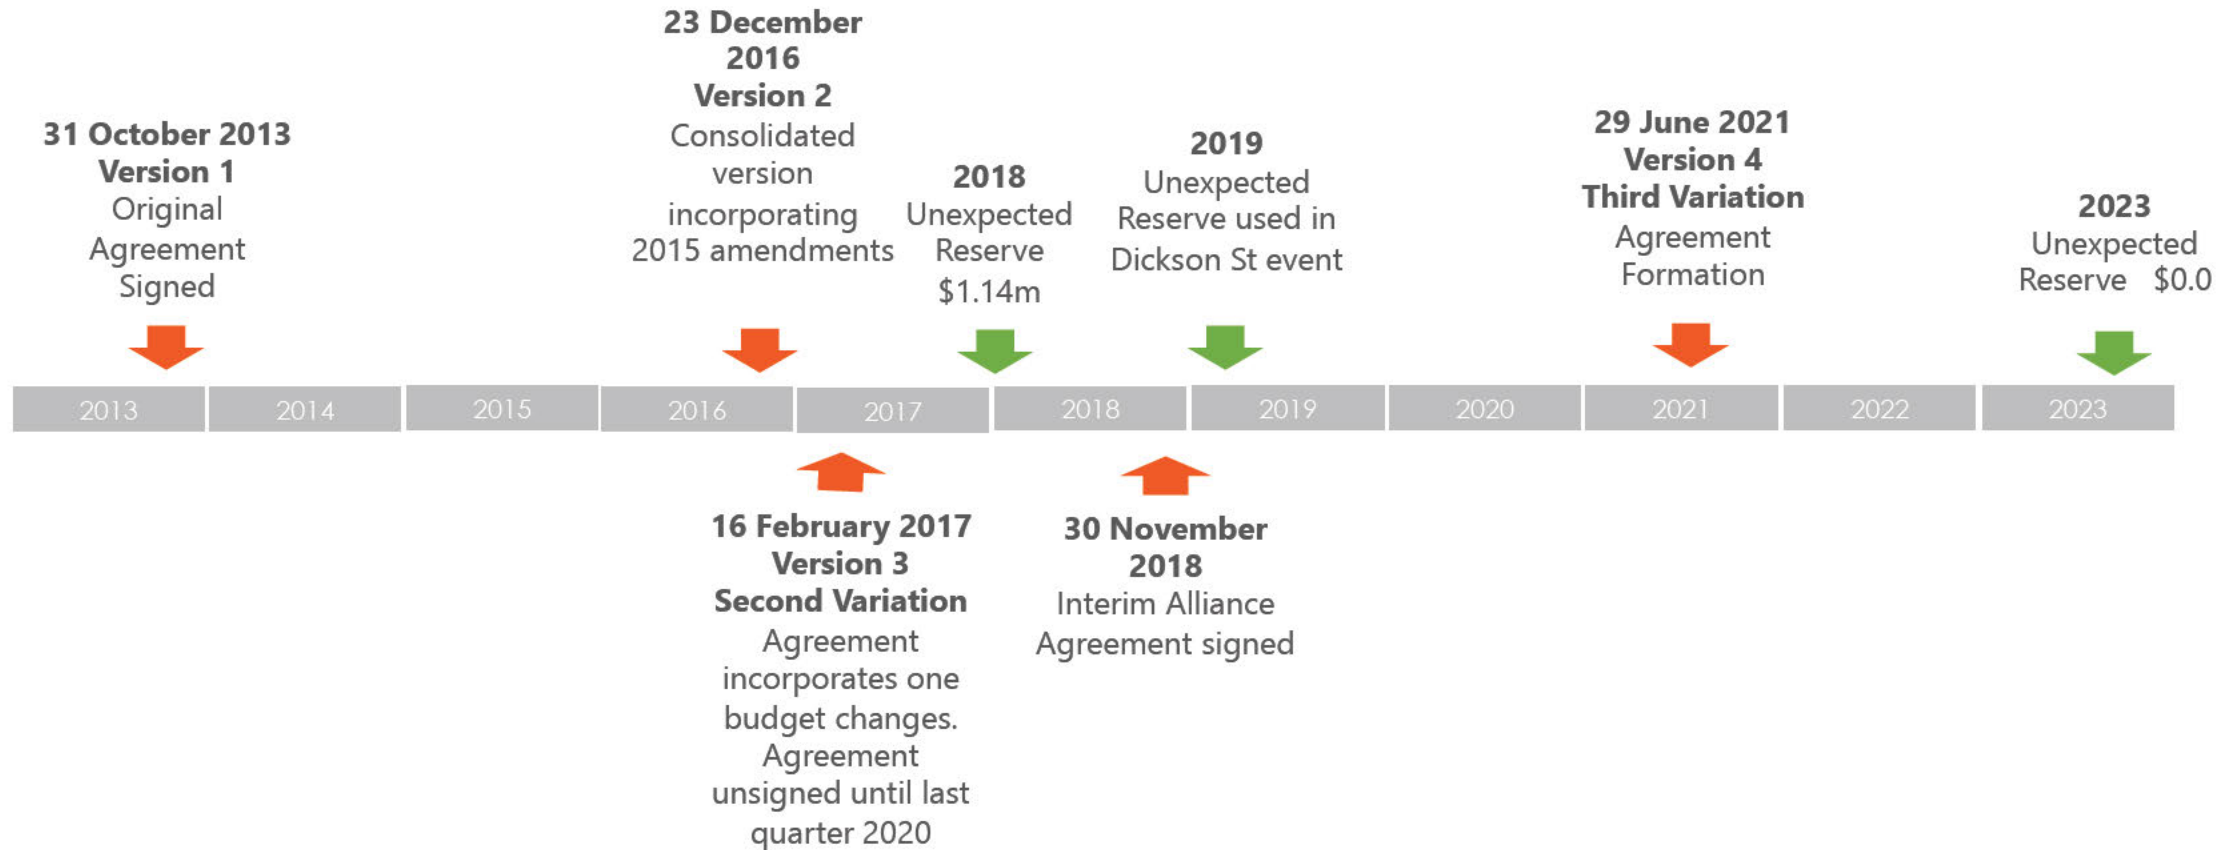 31 October 2013
Version 1
Original
Agreement
Signed
23 December
2016
Version 2
Consolidated
version
incorporating
2015 amendments
2018
Unexpected
Reserve
$1.14m
2019
Unexpected
Reserve used in
Dickson St event
29 June 2021
Version 4
Third Variation
Agreement
Formation
2023
Unexpected
Reserve $0.0
2013
2014
2015
2016
2017
2018
2019
2020
2021
2022
2023
16 February 2017
Version 3
Second Variation
Agreement
incorporates one
budget changes.
Agreement
unsigned until last
quarter 2020
30 November
2018
Interim Alliance
Agreement signed